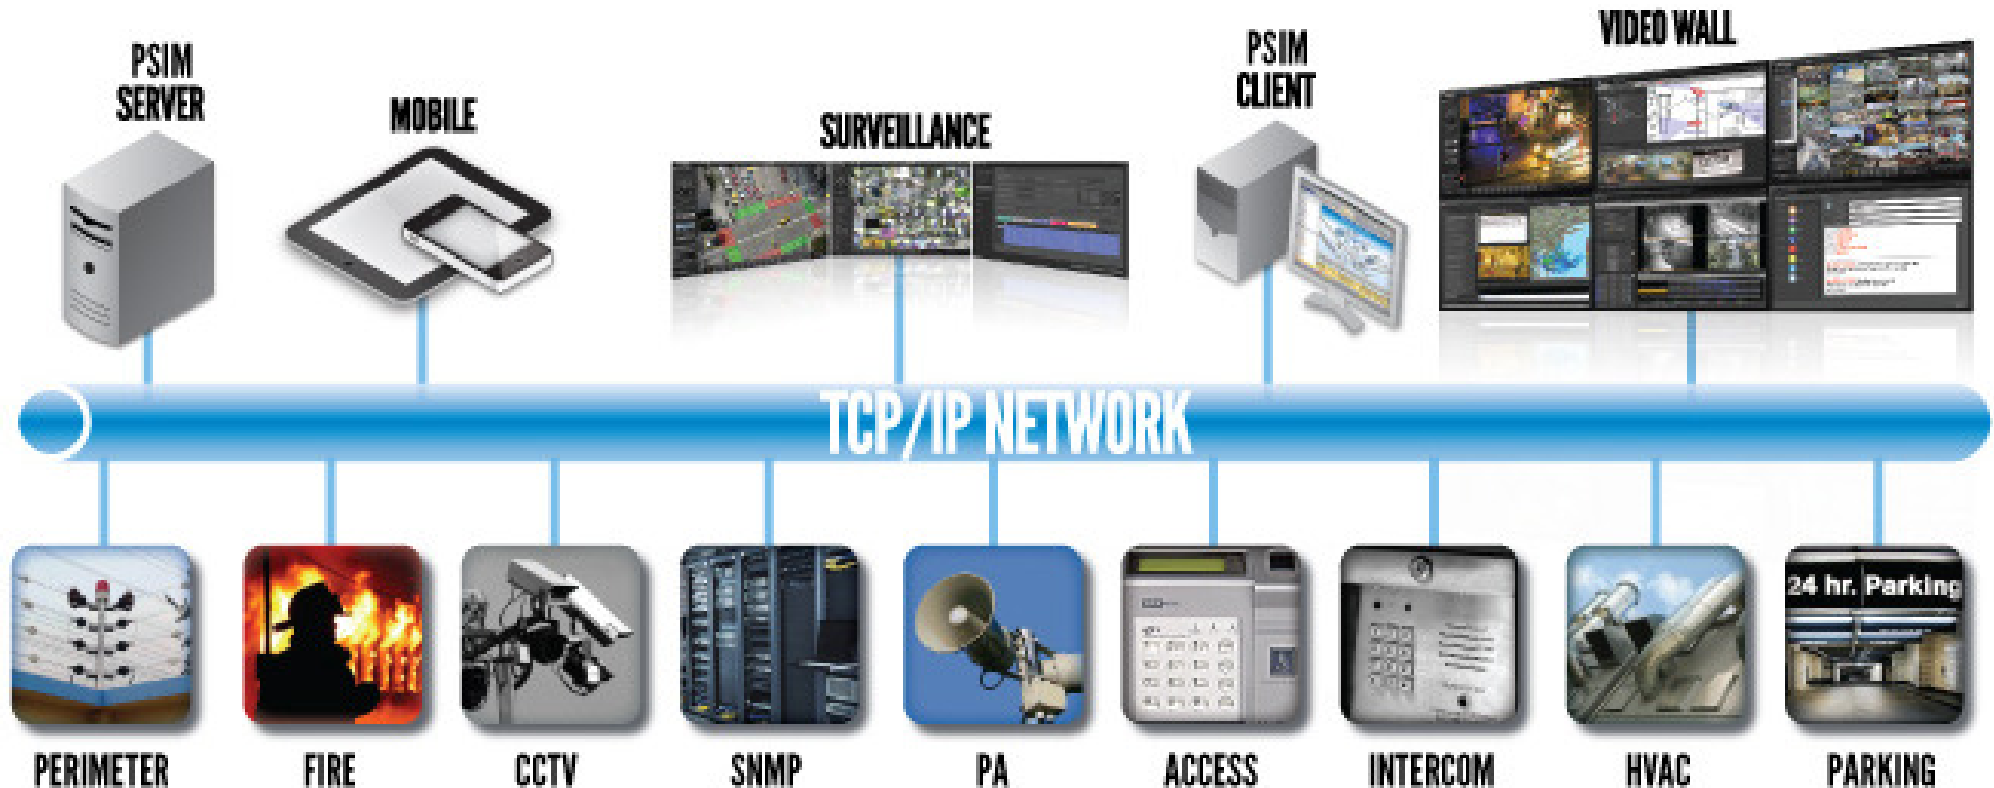 PSIM
SERVER
MOBILE
SURVEILLANCE
PSIM
CLIENT
VIDEO WALL
TCP/IP NETWORK
24 hr. Parking
PERIMETER
FIRE
CCTV
SNMP
PA
ACCESS
INTERCOM
HVAC
PARKING